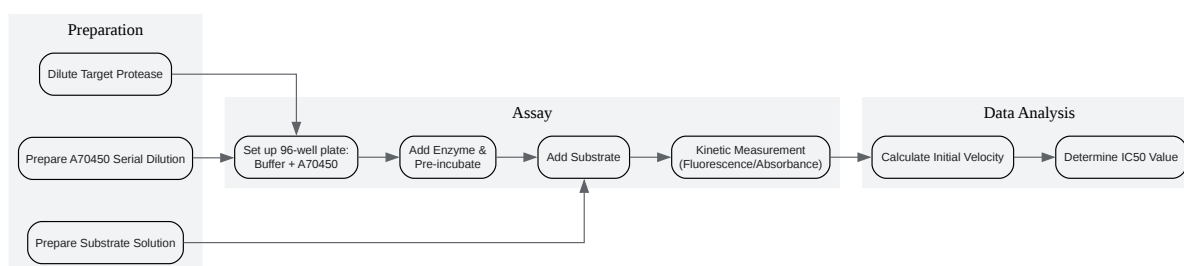 Preparation
Dilute Target Protease
Prepare A70450 Serial Dilution
Prepare Substrate Solution
Assay
Set up 96-well plate:
Buffer + A70450
Add Enzyme &
Pre-incubate
Add Substrate
Kinetic Measurement
(Fluorescence/Absorbance)
Data Analysis
Calculate Initial Velocity
Determine IC50 Value